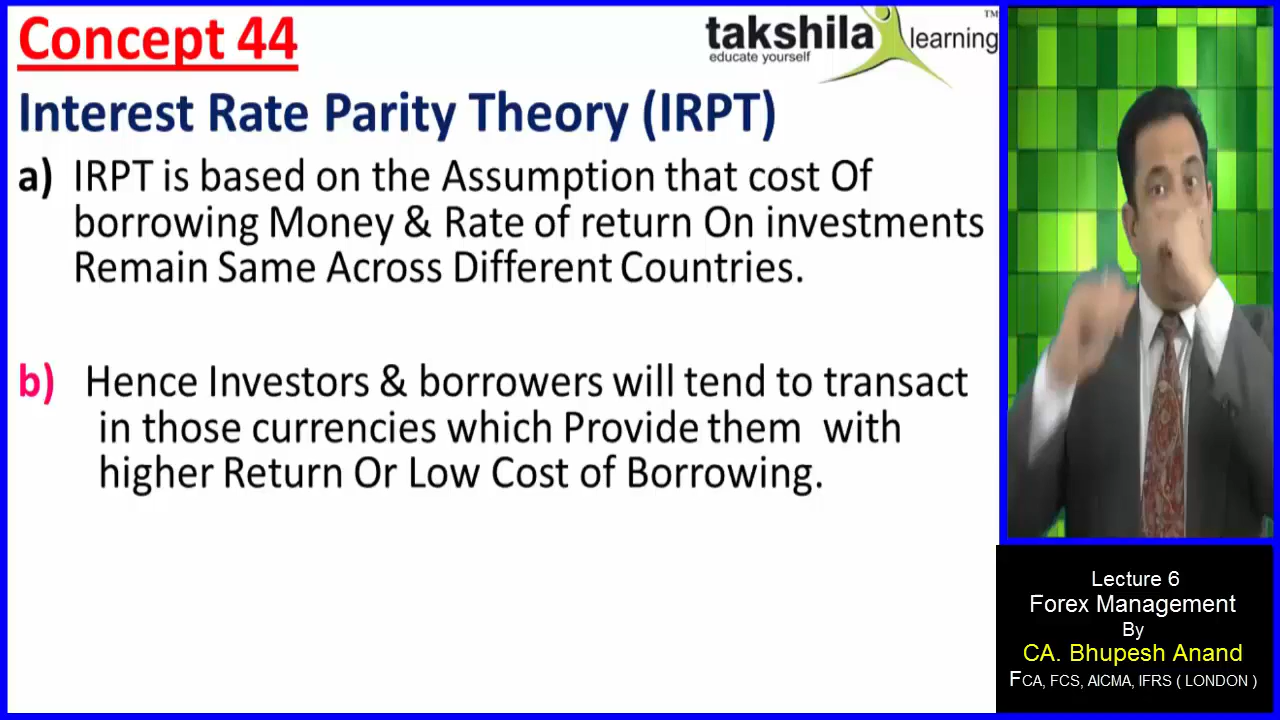 Concept 44
takshila learning™
educate yourself
Interest Rate Parity Theory (IRPT)
a) IRPT is based on the Assumption that cost Of
borrowing Money & Rate of return On investments
Remain Same Across Different Countries.
b) Hence Investors & borrowers will tend to transact
in those currencies which Provide them with
higher Return Or Low Cost of Borrowing.
Lecture 6
Forex Management
By
CA. Bhupesh Anand
FCA, FCS, AICMA, IFRS ( LONDON )